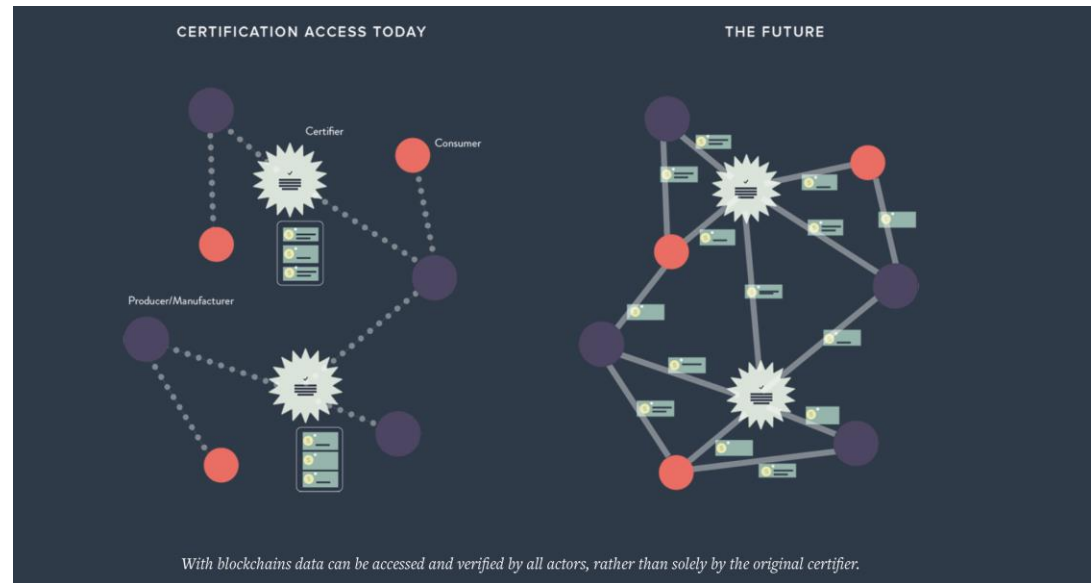 CERTIFICATION ACCESS TODAY
THE FUTURE
Certifier
Consumer
Producer/Manufacturer
With blockchains data can be accessed and verified by all actors, rather than solely by the original certifier.